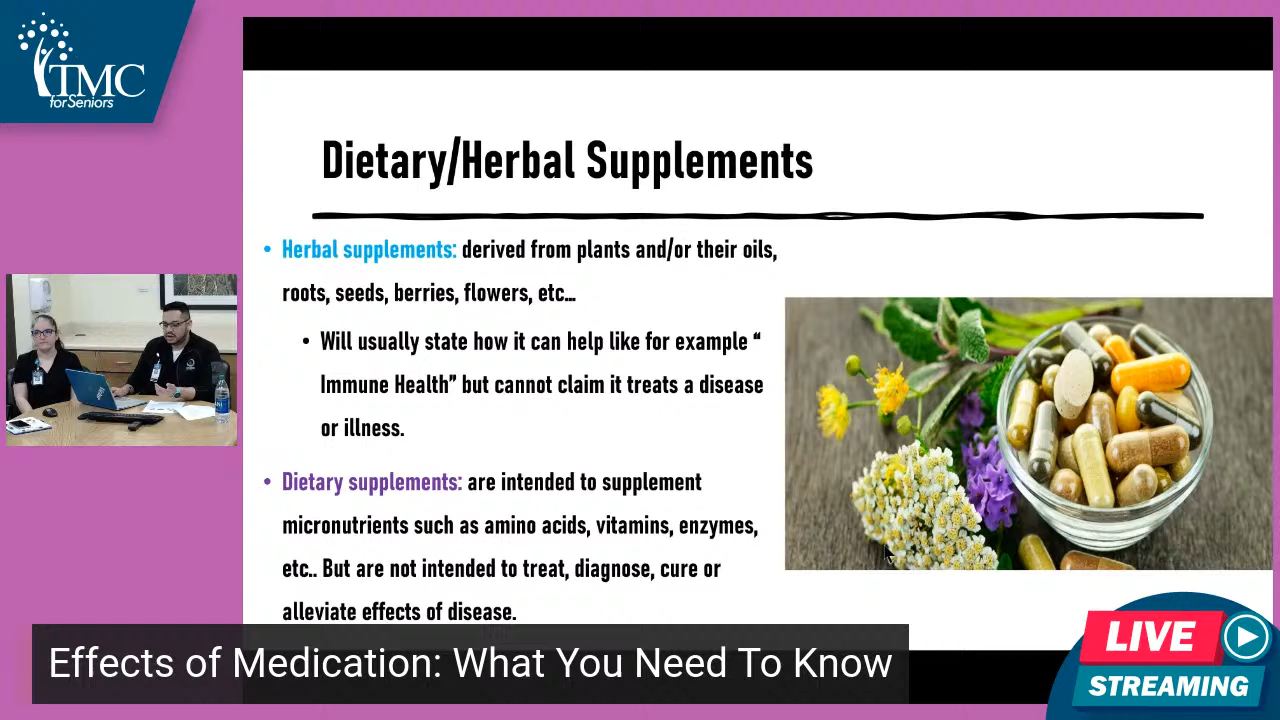 TMC
for Seniors
Dietary/Herbal Supplements
• Herbal supplements: derived from plants and/or their oils,
roots, seeds, berries, flowers, etc...
• Will usually state how it can help like for example “
Immune Health” but cannot claim it treats a disease
or illness.
• Dietary supplements: are intended to supplement
micronutrients such as amino acids, vitamins, enzymes,
etc.. But are not intended to treat, diagnose, cure or
alleviate effects of disease.
Effects of Medication: What You Need To Know
LIVE
STREAMING